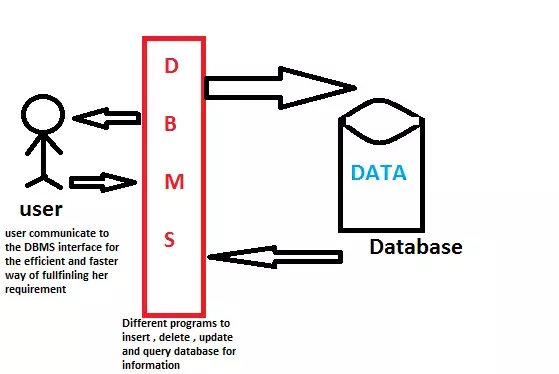 D
B
M
S
DATA
Database
user
user communicate to
the DBMS interface for
the efficient and faster
way of fullfinling her
requirement
Different programs to
insert , delete , update
and query database for
information